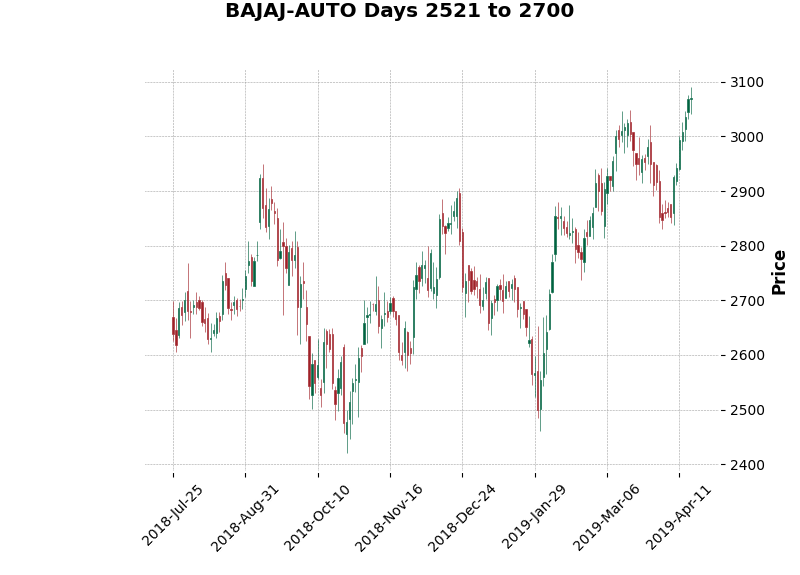 BAJAJ-AUTO Days 2521 to 2700
3100
3000
2900
2800
2700
2600
2500
2400
Price
2018-Jul-25
2018-Aug-31
2018-Oct-10
2018-Nov-16
2018-Dec-24
2019-Jan-29
2019-Mar-06
2019-Apr-11